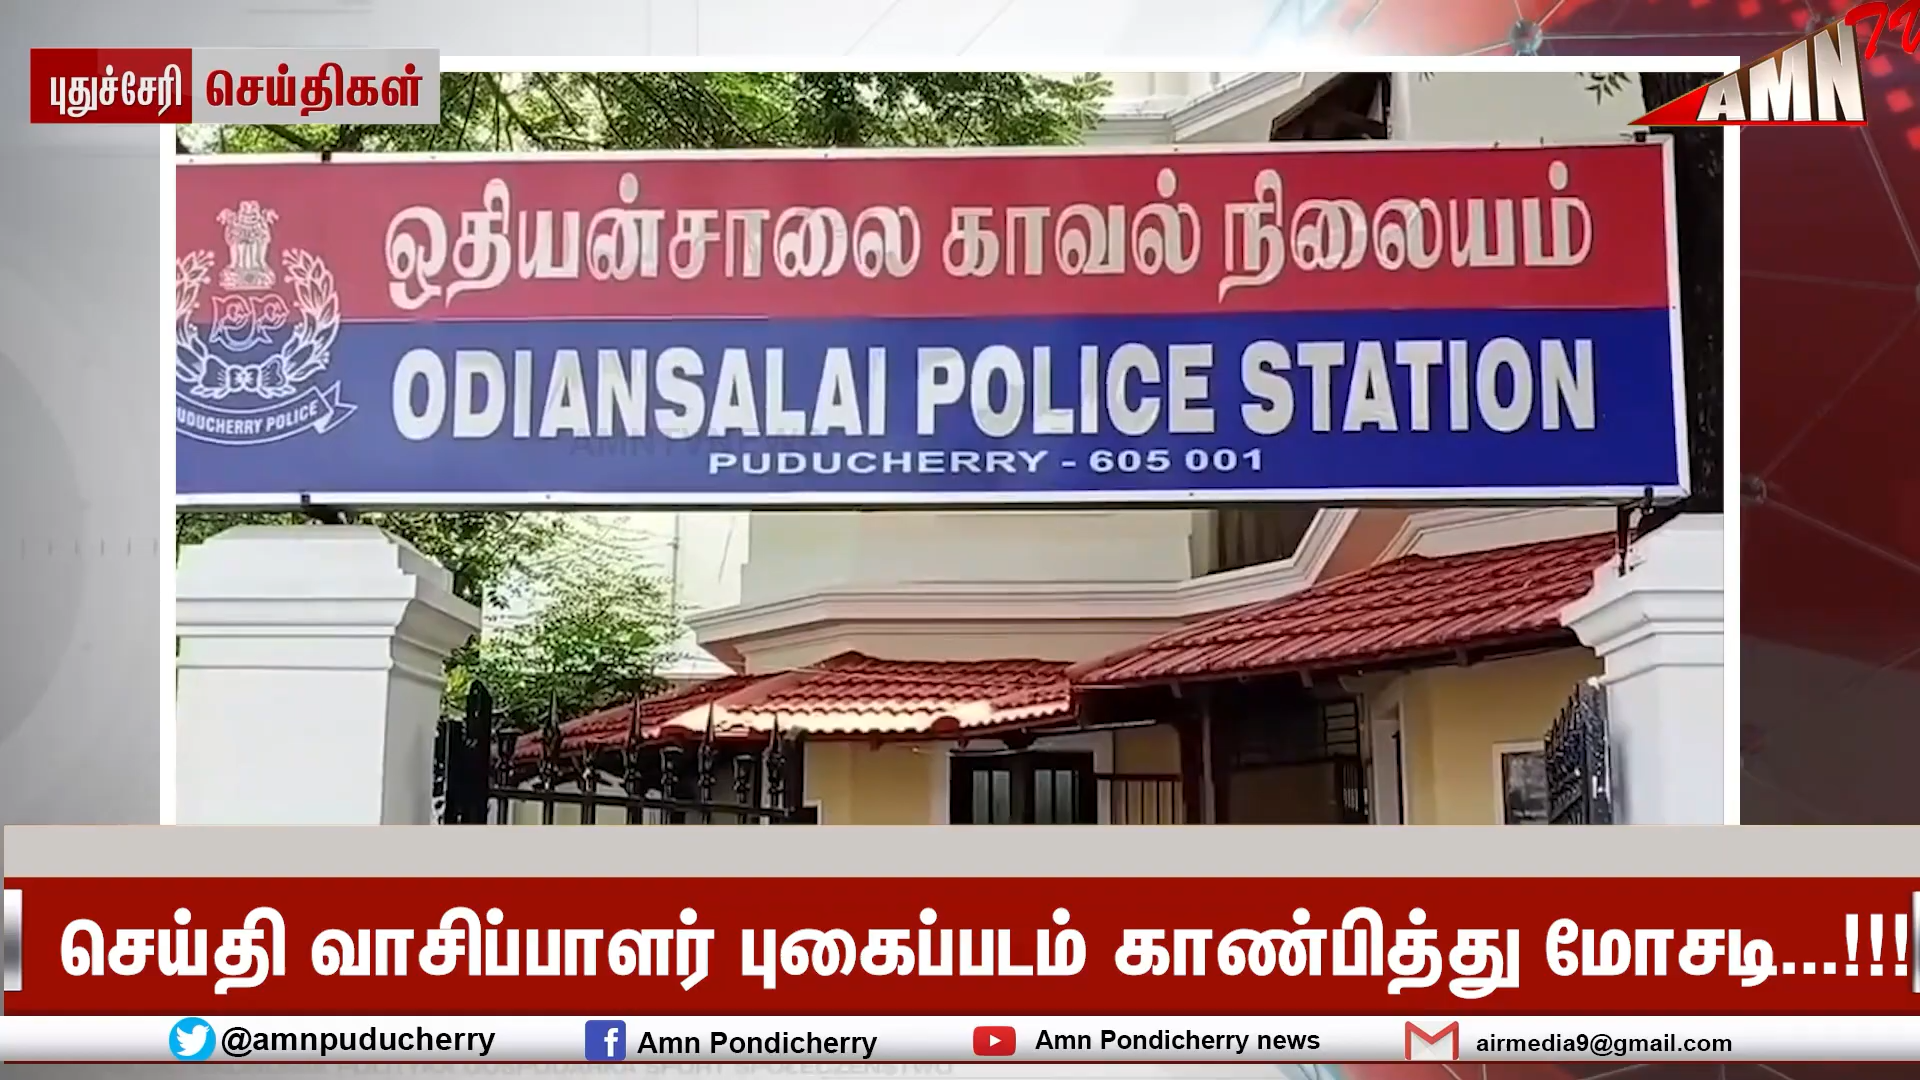 புதுச்சேரி செய்திகள்
AMN TV
ஒதியன்சாலை காவல் நிலையம்
ODIANSALAI POLICE STATION
PUDUCHERRY - 605 001
PUDUCHERRY POLICE
செய்தி வாசிப்பாளர் புகைப்படம் காண்பித்து மோசடி...!!!
@amnpuducherry
Amn Pondicherry
Amn Pondicherry news
airmedia9@gmail.com